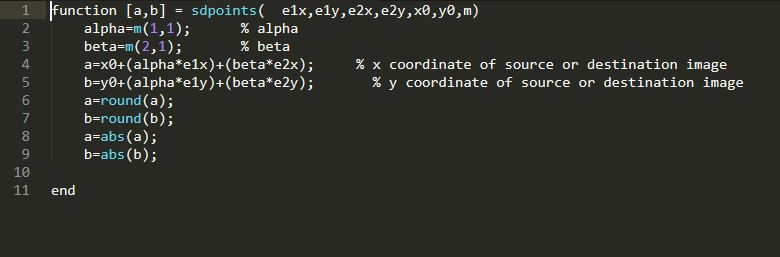 1 function [a,b] = sdpoints(  e1x,e1y,e2x,e2y,x0,y0,m)
2     alpha=m(1,1);      % alpha
3     beta=m(2,1);       % beta
4     a=x0+(alpha*e1x)+(beta*e2x);     % x coordinate of source or destination image
5     b=y0+(alpha*e1y)+(beta*e2y);       % y coordinate of source or destination image
6     a=round(a);
7     b=round(b);
8     a=abs(a);
9     b=abs(b);
10
11 end